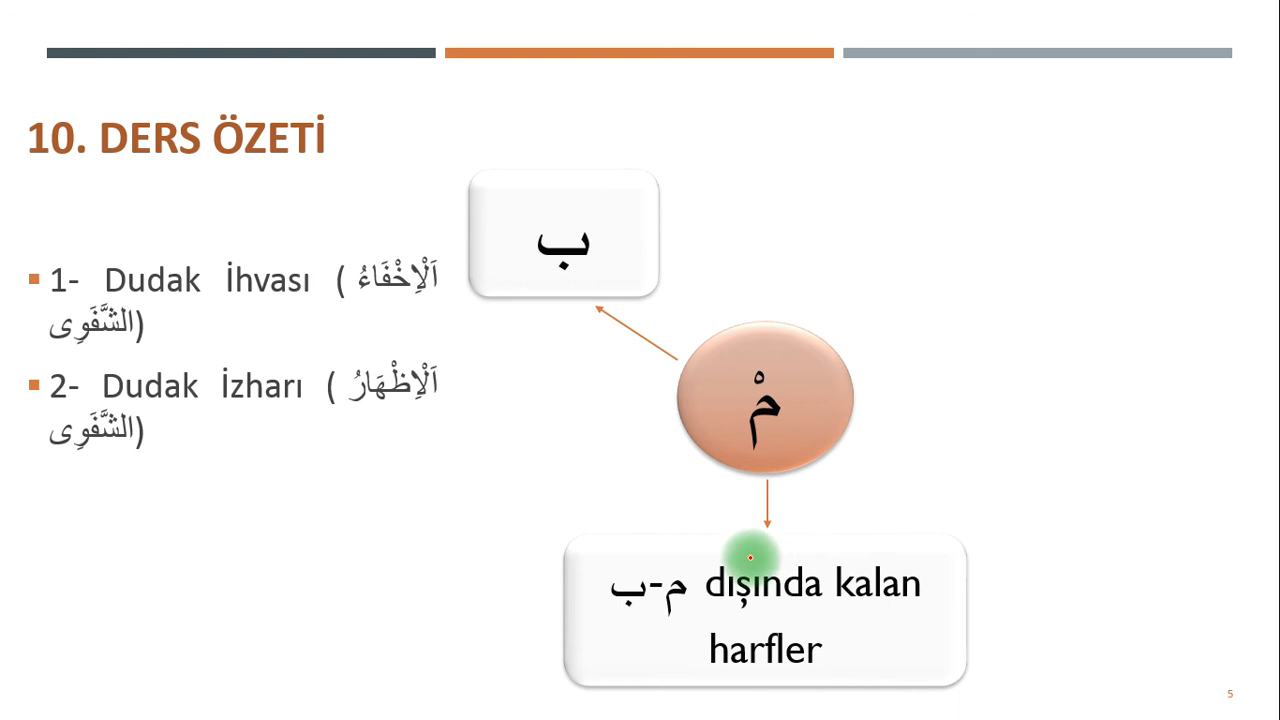 10. DERS ÖZETİ
1- Dudak İhvası ( اَلْاِخْفَاءُ
الشَّفَوِى)
2- Dudak İzharı ( اَلْاِظْهَارُ
الشَّفَوِى)
ب
مْ
م-ب dışında kalan
harfler
5